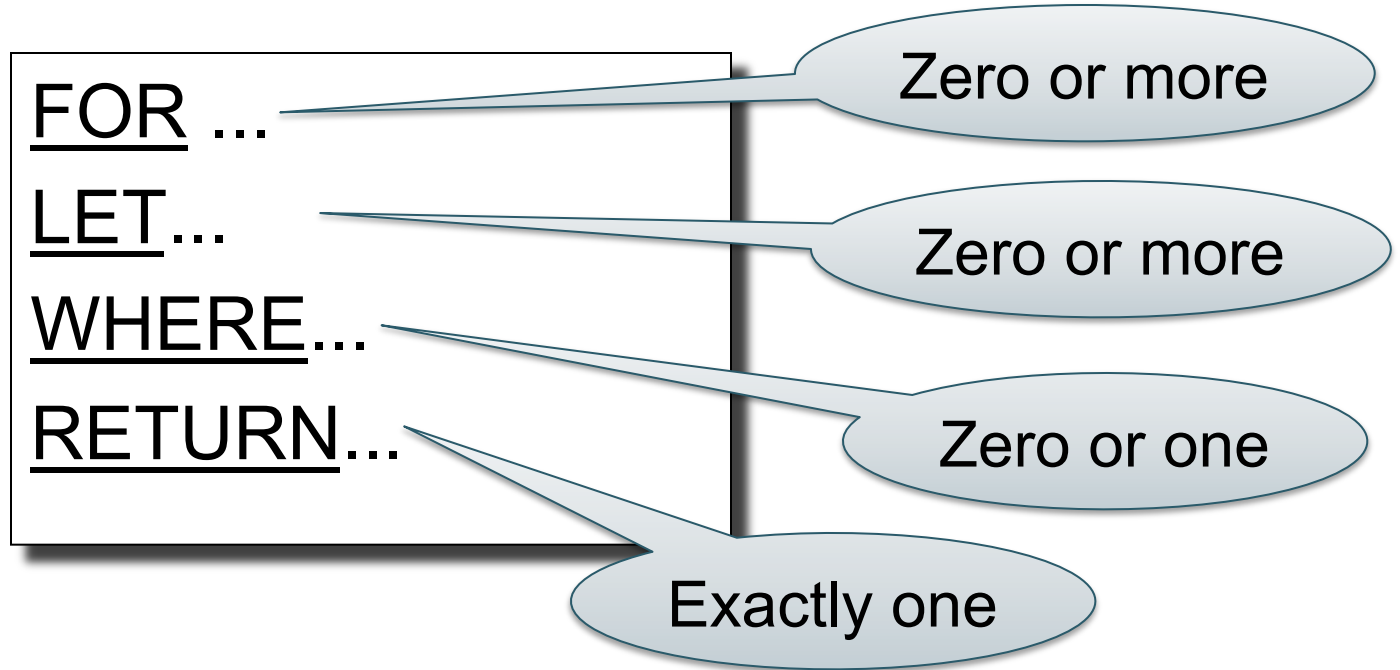 FOR ...
Zero or more
LET...
Zero or more
WHERE...
Zero or one
RETURN...
Exactly one